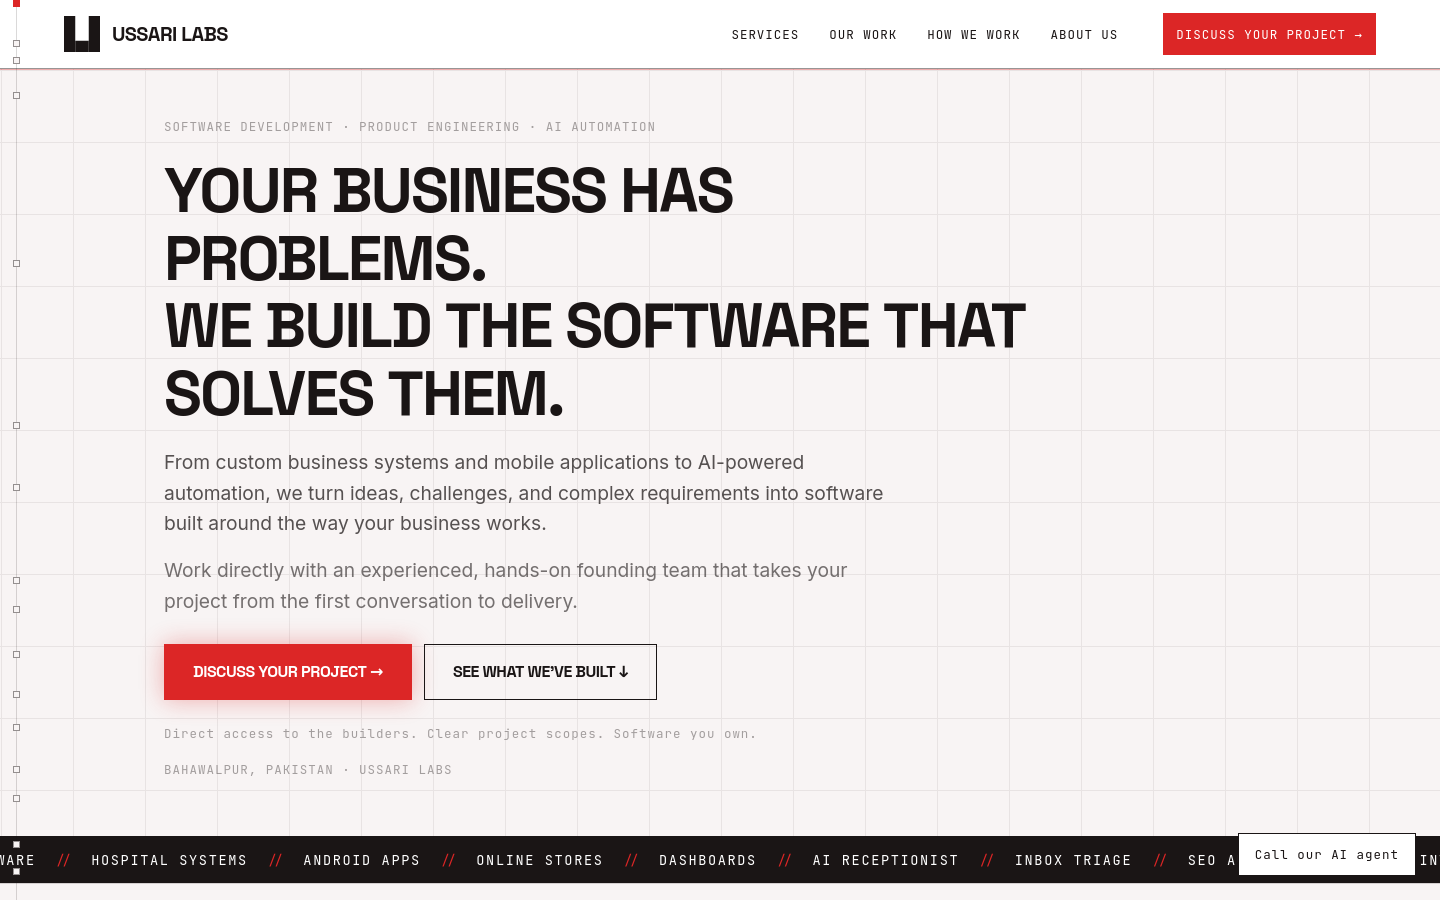 USSARI LABS
SERVICES OUR WORK HOW WE WORK ABOUT US DISCUSS YOUR PROJECT →
SOFTWARE DEVELOPMENT · PRODUCT ENGINEERING · AI AUTOMATION
YOUR BUSINESS HAS
PROBLEMS.
WE BUILD THE SOFTWARE THAT
SOLVES THEM.
From custom business systems and mobile applications to AI-powered
automation, we turn ideas, challenges, and complex requirements into software
built around the way your business works.
Work directly with an experienced, hands-on founding team that takes your
project from the first conversation to delivery.
DISCUSS YOUR PROJECT → SEE WHAT WE'VE BUILT ↓
Direct access to the builders. Clear project scopes. Software you own.
BAHAWALPUR, PAKISTAN · USSARI LABS
WARE // HOSPITAL SYSTEMS // ANDROID APPS // ONLINE STORES // DASHBOARDS // AI RECEPTIONIST // INBOX TRIAGE // SEO A
Call our AI agent